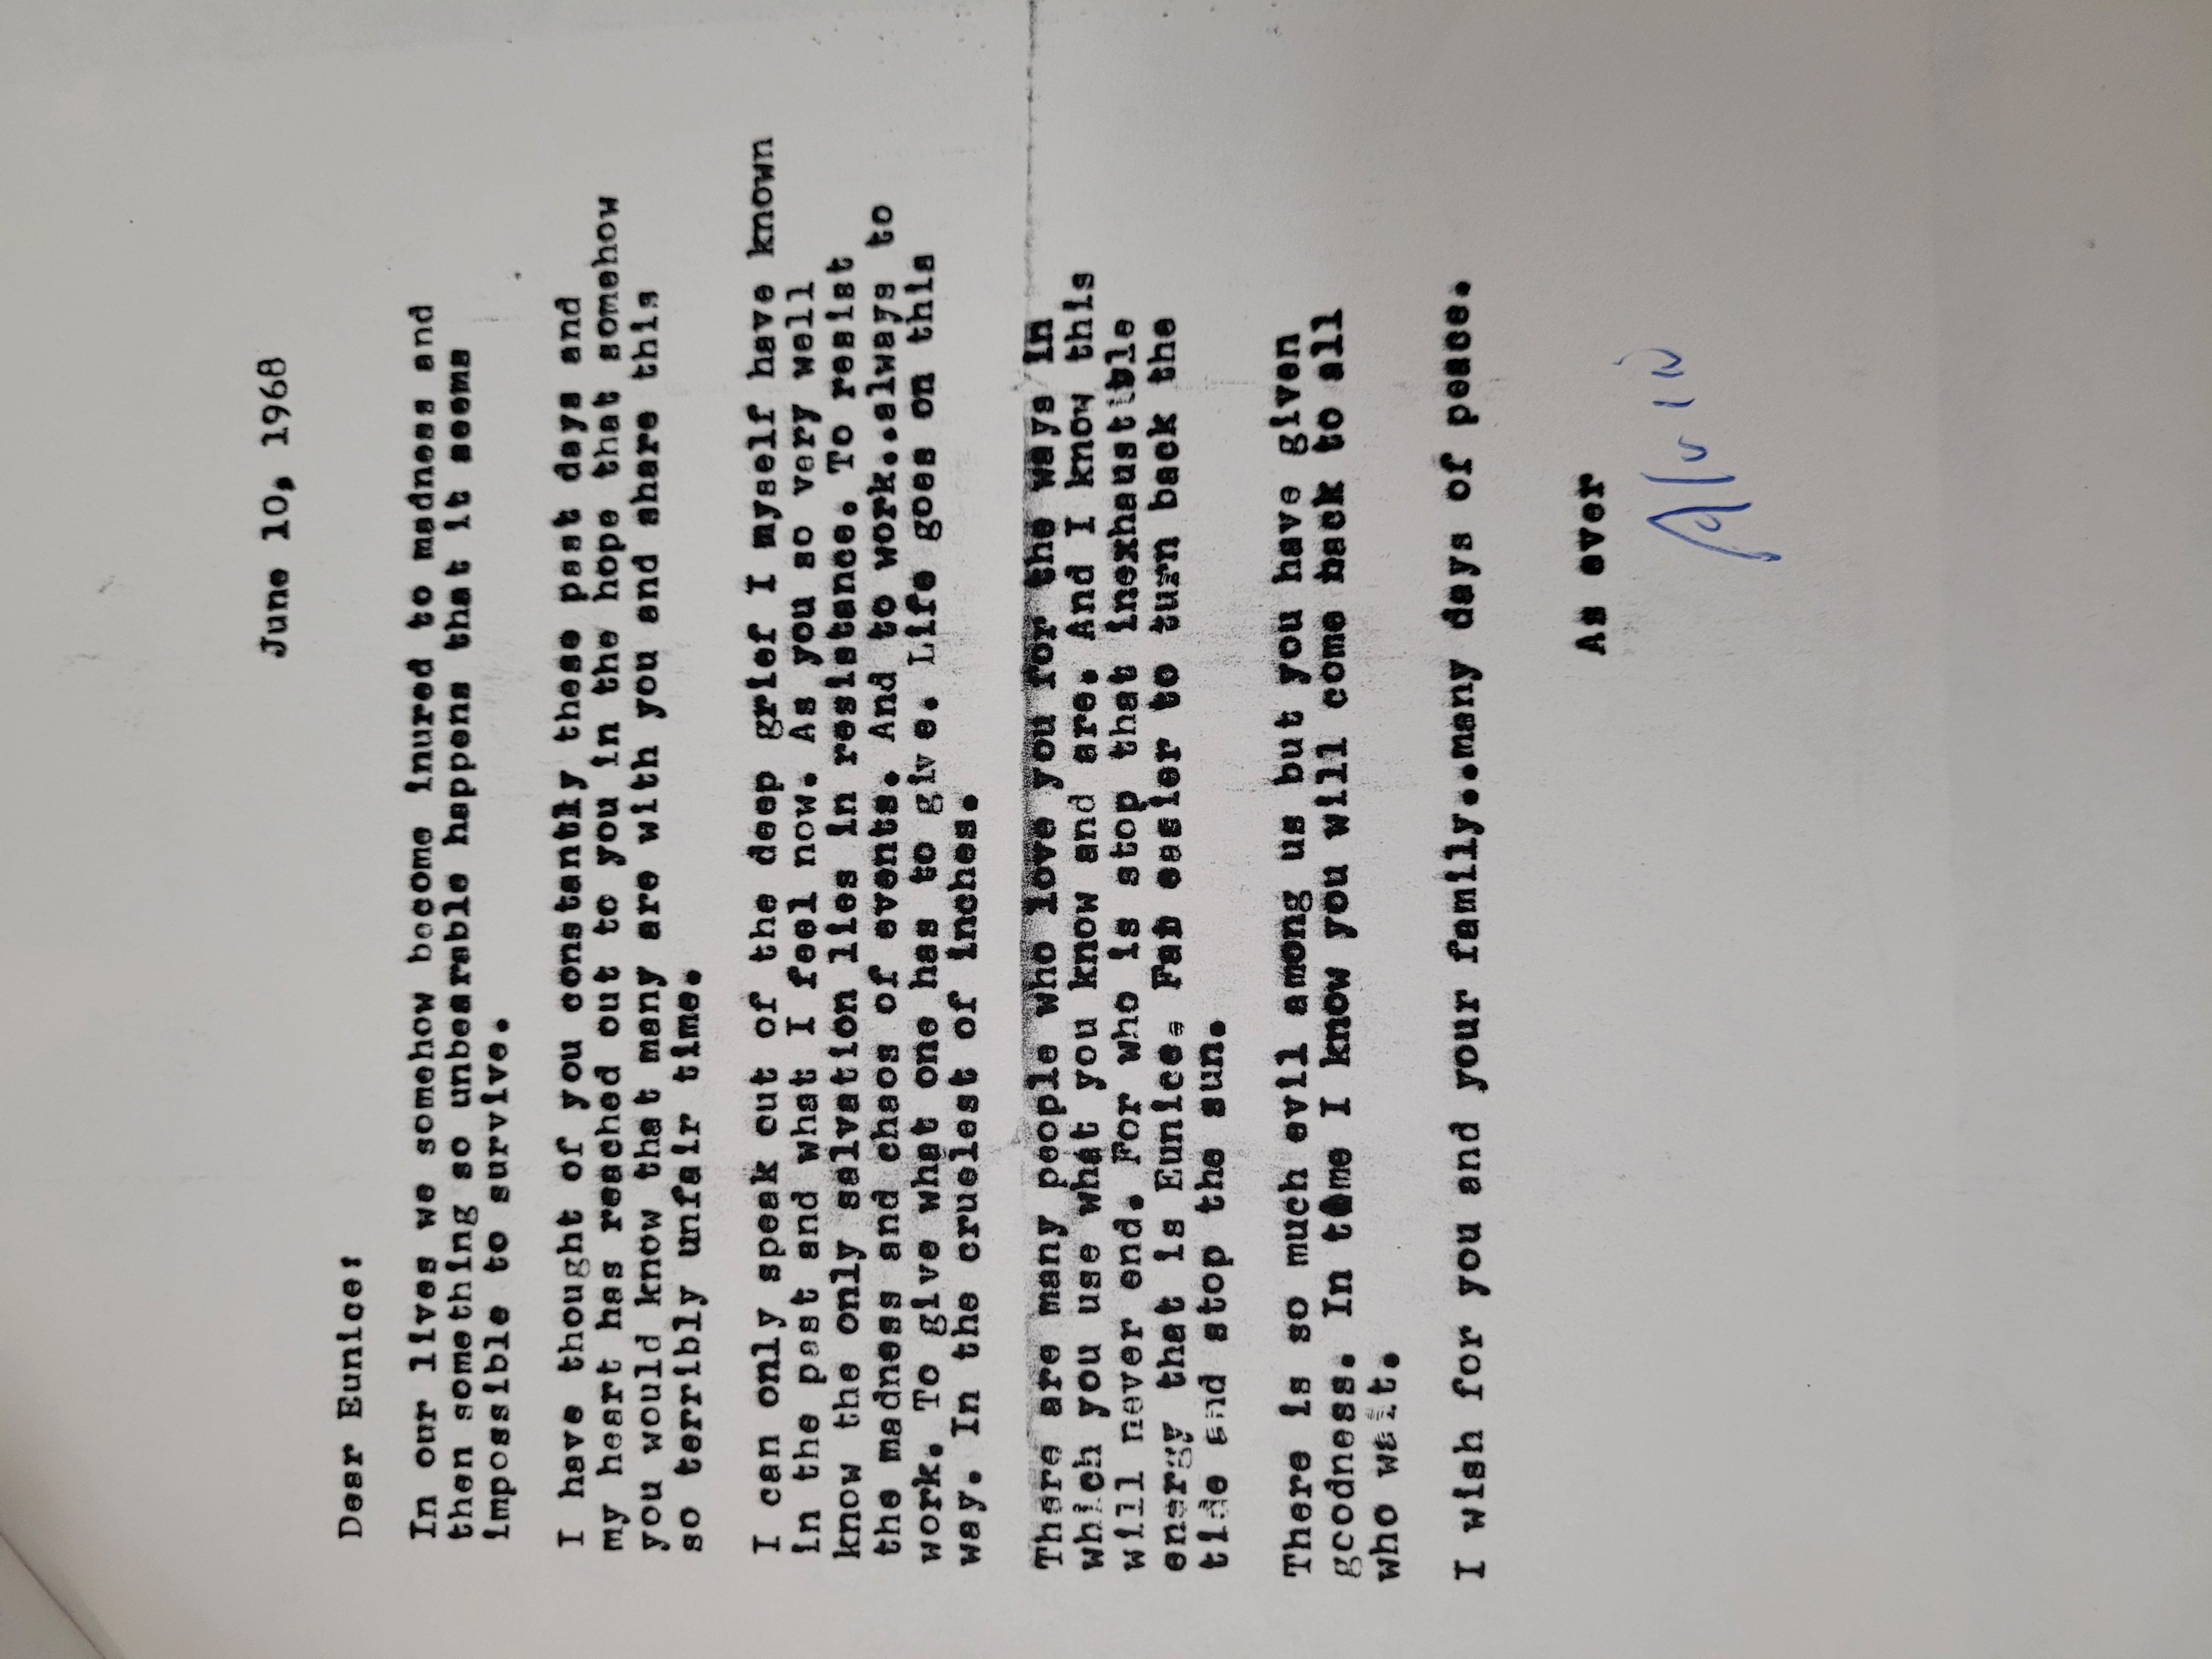 June 10, 1968
Dear Eunice:
In our lives we somehow become inured to madness and
then something so unbearable happens that it seems
impossible to survive.
I have thought of you constantly these past days and
my heart has reached out to you in the hope that somehow
you would know that many are with you and share this
so terribly unfair time.
I can only speak out of the deep grief I myself have known
in the past and what I feel now. As you so very well
know the only salvation lies in resistance. To resist
the madness and chaos of events. And to work..always to
work. To give what one has to give. Life goes on this
way. In the cruelest of inches.
There are many people who love you for the ways in
which you use what you know and are. And I know this
will never end. For who is stop that inexhaustible
energy that is Eunice. Far easier to turn back the
tide and stop the sun.
There is so much evil among us but you have given
goodness. In time I know you will come back to all
who wait.
I wish for you and your family..many days of peace.
As ever
Alvin